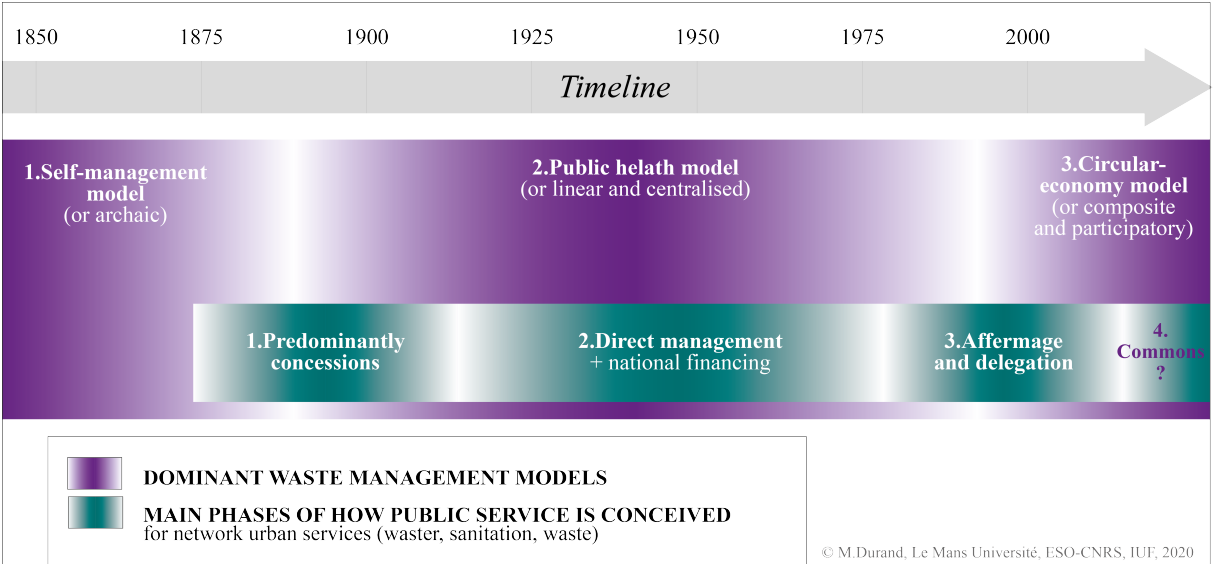 1850 1875 1900 1925 1950 1975 2000
Timeline
1.Self-management
model
(or archaic)
2.Public helath model
(or linear and centralised)
3.Circular-
economy model
(or composite
and participatory)
1.Predominantly
concessions
2.Direct management
+ national financing
3.Affermage
and delegation
4.
Commons
?
DOMINANT WASTE MANAGEMENT MODELS
MAIN PHASES OF HOW PUBLIC SERVICE IS CONCEIVED
for network urban services (waster, sanitation, waste)
© M.Durand, Le Mans Université, ESO-CNRS, IUF, 2020